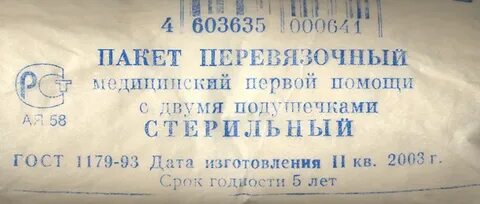 4 603635 000641
ПАКЕТ ПЕРЕВЯЗОЧНЫЙ
медицинский первой помощи
с двумя подушечками
СТЕРИЛЬНЫЙ
РСТ
АЯ 58
ГОСТ 1179-93 Дата изготовления II кв. 2003 г.
Срок годности 5 лет